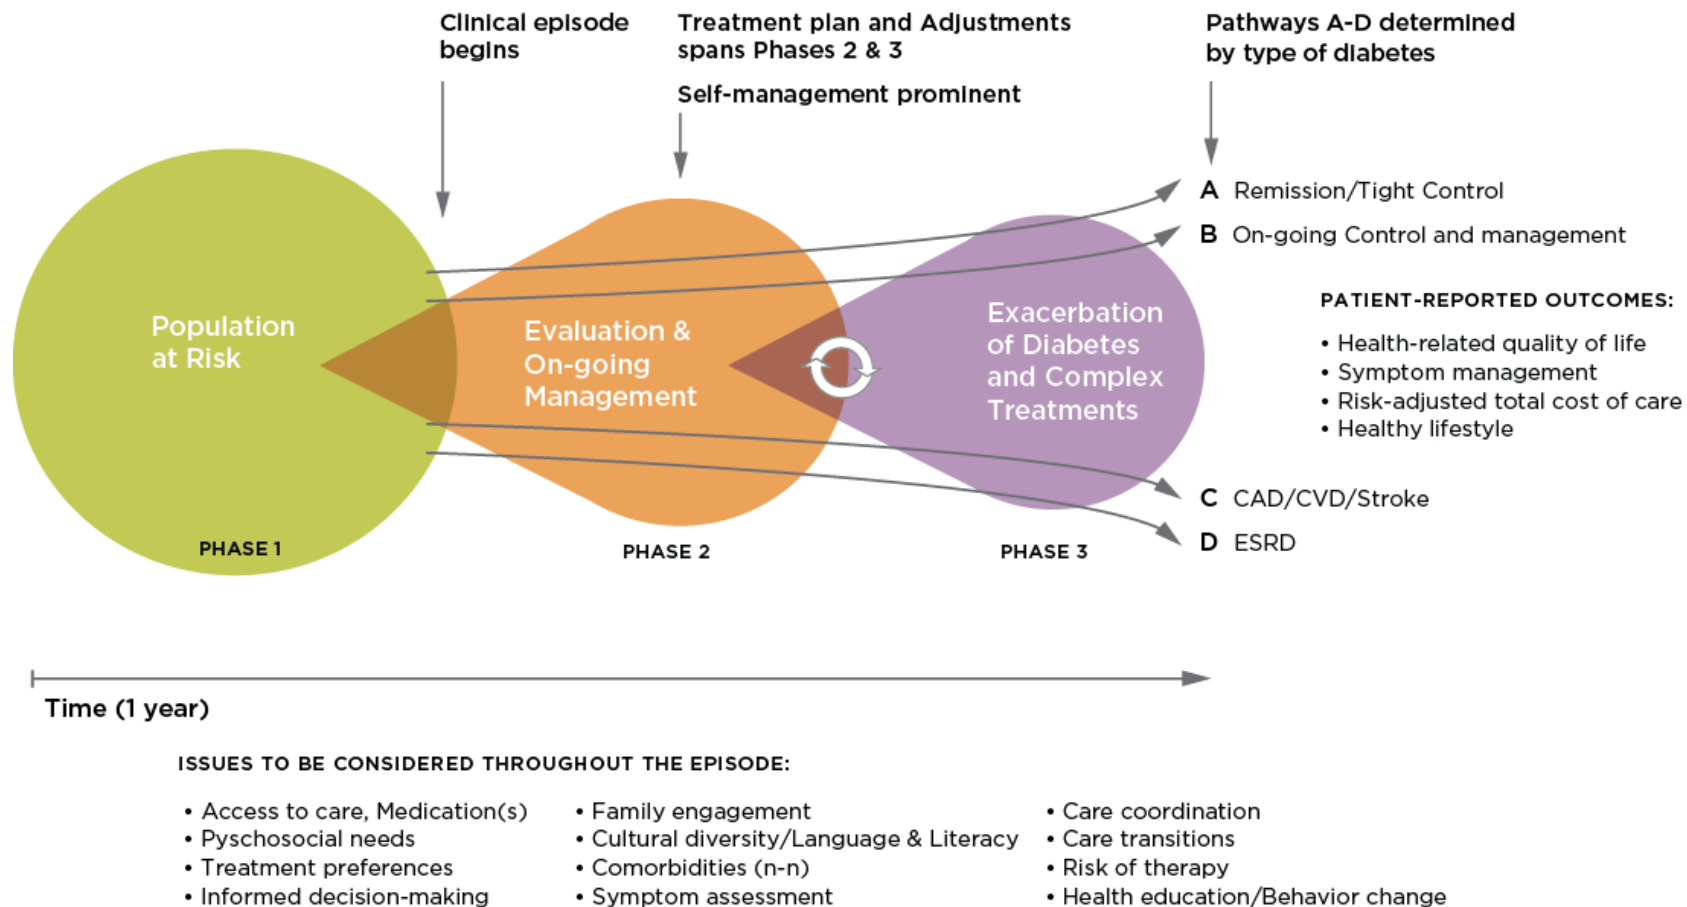 Clinical episode
begins
Treatment plan and Adjustments
spans Phases 2 & 3
Self-management prominent
Pathways A-D determined
by type of diabetes
A Remission/Tight Control
B On-going Control and management
Population
at Risk
Evaluation &
On-going
Management
Exacerbation
of Diabetes
and Complex
Treatments
PATIENT-REPORTED OUTCOMES:
• Health-related quality of life
• Symptom management
• Risk-adjusted total cost of care
• Healthy lifestyle
C CAD/CVD/Stroke
D ESRD
PHASE 1
PHASE 2
PHASE 3
Time (1 year)
ISSUES TO BE CONSIDERED THROUGHOUT THE EPISODE:
• Access to care, Medication(s)
• Pyschosocial needs
• Treatment preferences
• Informed decision-making
• Family engagement
• Cultural diversity/Language & Literacy
• Comorbidities (n-n)
• Symptom assessment
• Care coordination
• Care transitions
• Risk of therapy
• Health education/Behavior change